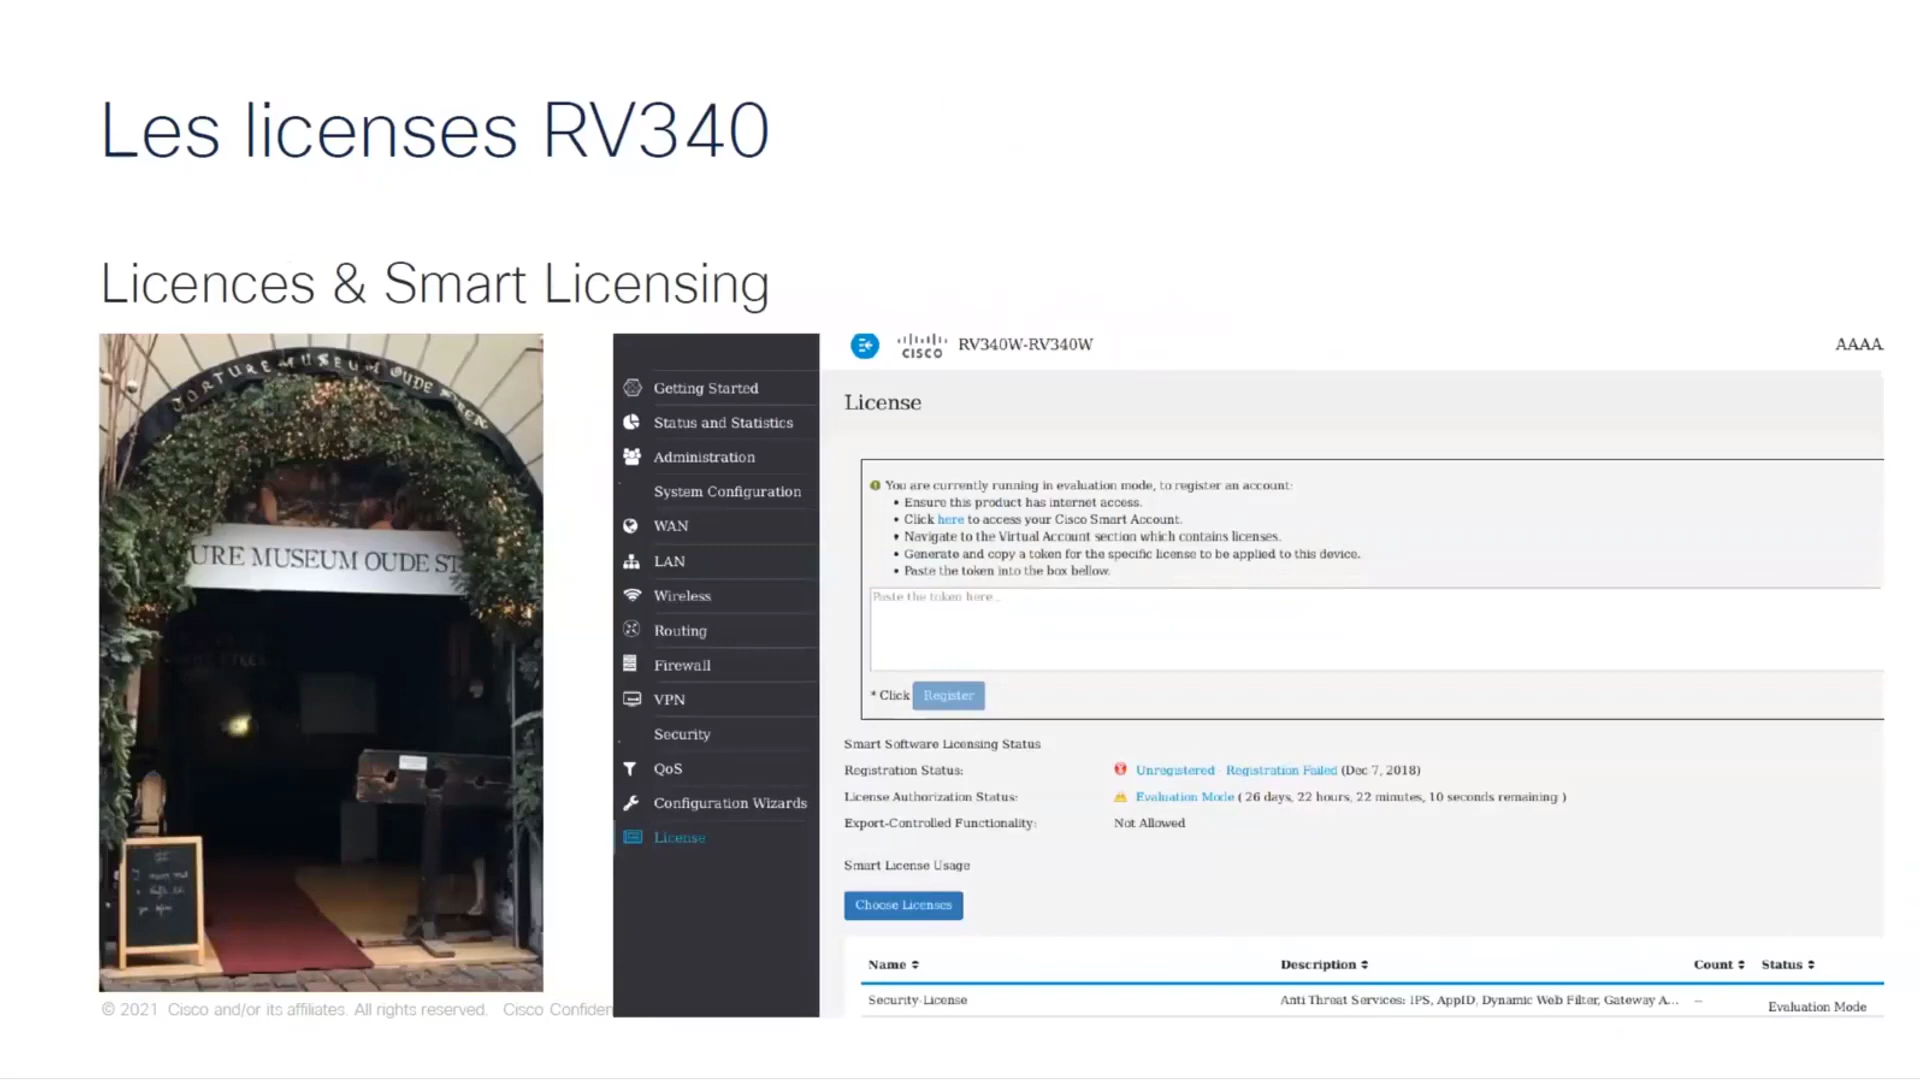 Les licenses RV340
Licences & Smart Licensing
TORTURE MUSEUM OUDE STEEN
URE MUSEUM OUDE ST
© 2021 Cisco and/or its affiliates. All rights reserved. Cisco Confiden
Getting Started
Status and Statistics
Administration
System Configuration
WAN
LAN
Wireless
Routing
Firewall
VPN
Security
QoS
Configuration Wizards
License
CISCO RV340W-RV340W
AAAA
License
You are currently running in evaluation mode, to register an account:
• Ensure this product has internet access.
• Click here to access your Cisco Smart Account.
• Navigate to the Virtual Account section which contains licenses.
• Generate and copy a token for the specific license to be applied to this device.
• Paste the token into the box bellow.
Paste the token here ..
* Click Register
Smart Software Licensing Status
Registration Status: Unregistered - Registration Failed (Dec 7, 2018)
License Authorization Status: Evaluation Mode ( 26 days, 22 hours, 22 minutes, 10 seconds remaining )
Export-Controlled Functionality: Not Allowed
Smart License Usage
Choose Licenses
Name Description Count Status
Security-License Anti Threat Services: IPS, AppID, Dynamic Web Filter, Gateway A... -- Evaluation Mode